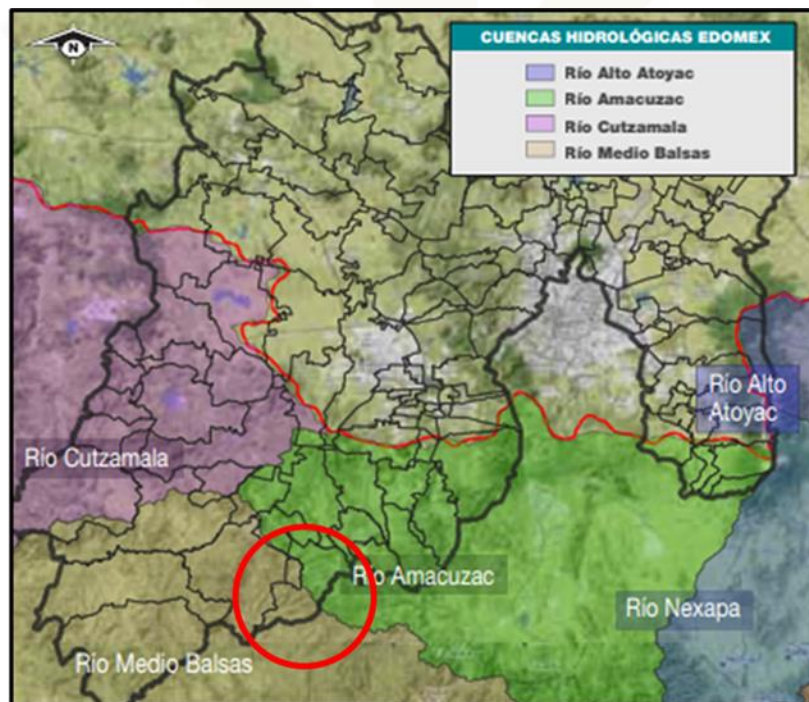 N
CUENCAS HIDROLÓGICAS EDOMEX
Río Alto Atoyac
Río Amacuzac
Río Cutzamala
Río Medio Balsas
Río Alto
Atoyac
Río Cutzamala
Río Amacuzac
Río Nexapa
Río Medio Balsas